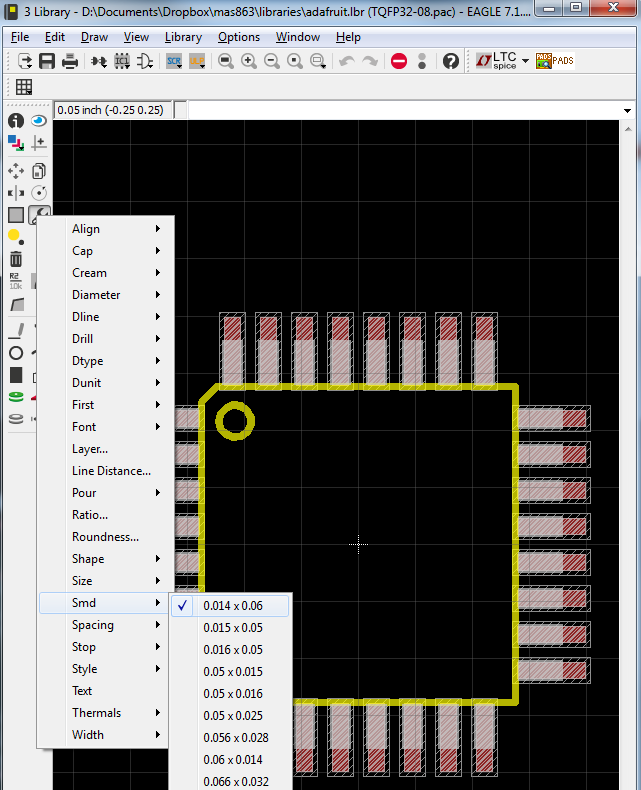 3 Library - D:\Documents\Dropbox\mas863\libraries\adafruit.lbr (TQFP32-08.pac) - EAGLE 7.1....
File Edit Draw View Library Options Window Help
SCR ULP LTC spice PADS PADS
0.05 inch (-0.25 0.25)
R2
10k
Align
Cap
Cream
Diameter
Dline
Drill
Dtype
Dunit
First
Font
Layer...
Line Distance...
Pour
Ratio...
Roundness...
Shape
Size
Smd
Spacing
Stop
Style
Text
Thermals
Width
0.014 x 0.06
0.015 x 0.05
0.016 x 0.05
0.05 x 0.015
0.05 x 0.016
0.05 x 0.025
0.056 x 0.028
0.06 x 0.014
0.066 x 0.032